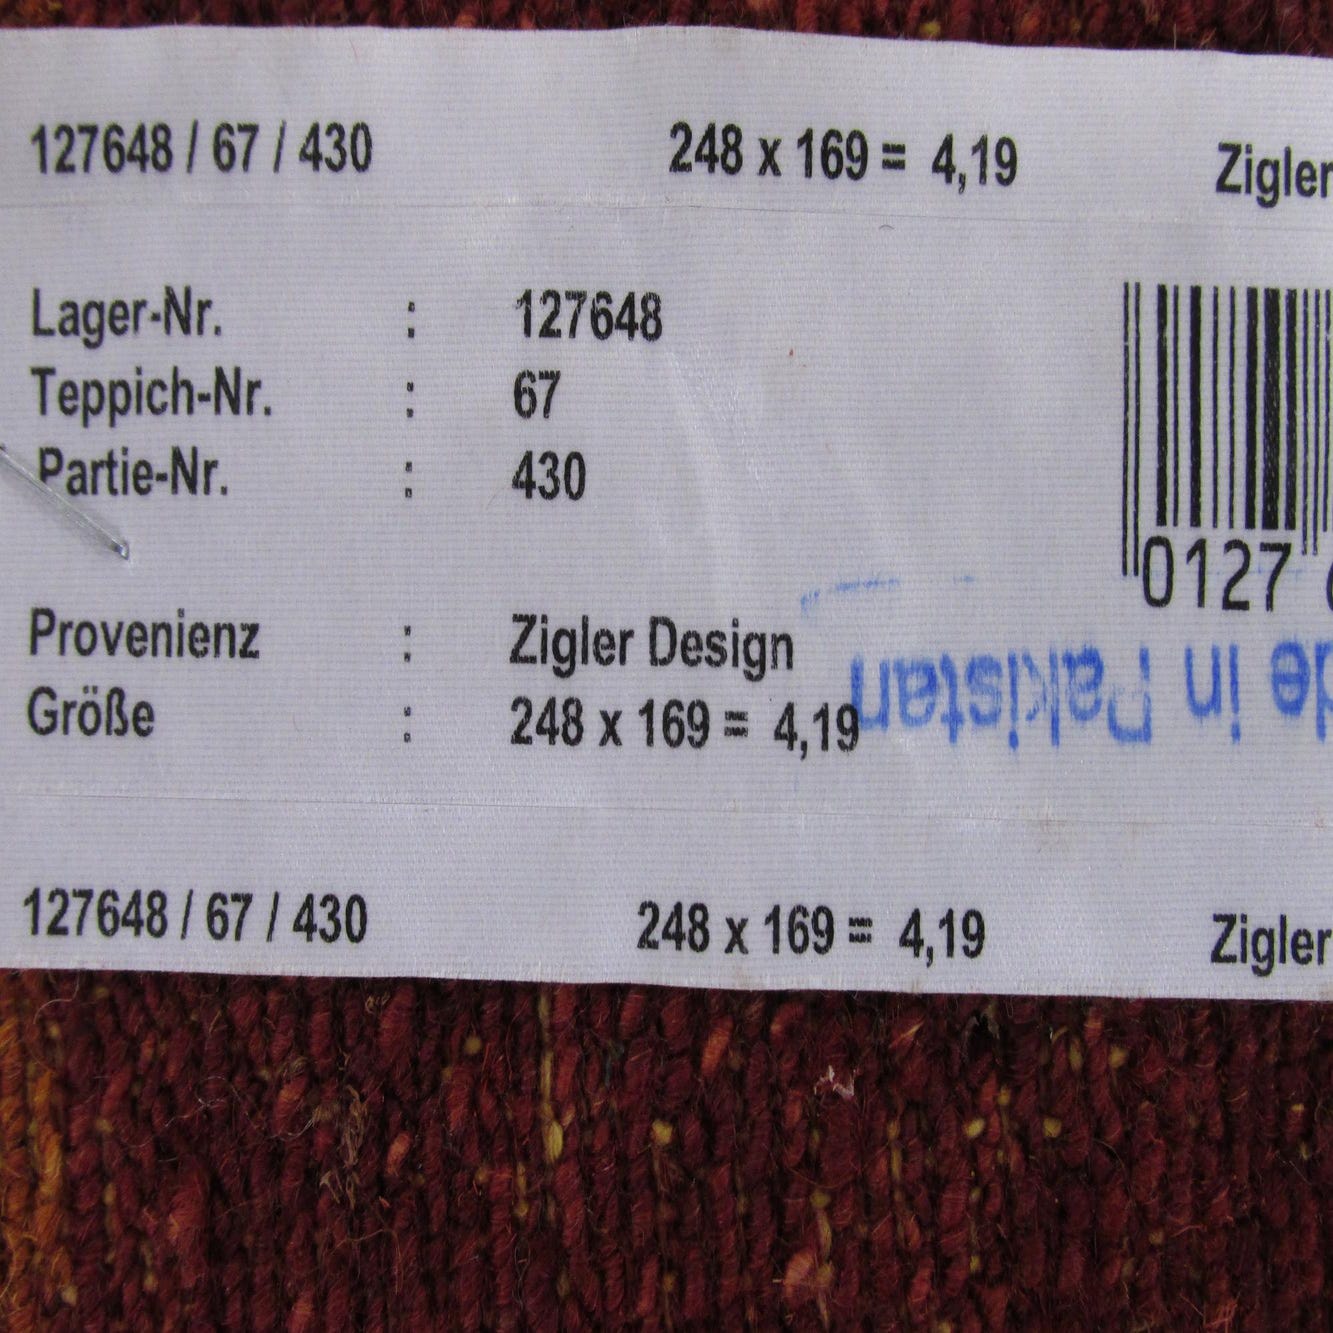 127648 / 67 / 430 248 x 169 = 4,19 Zigler
Lager-Nr. : 127648
Teppich-Nr. : 67
Partie-Nr. : 430
0127
Provenienz : Zigler Design
Größe : 248 x 169 = 4,19
de in Pakistan
127648 / 67 / 430 248 x 169 = 4,19 Zigler